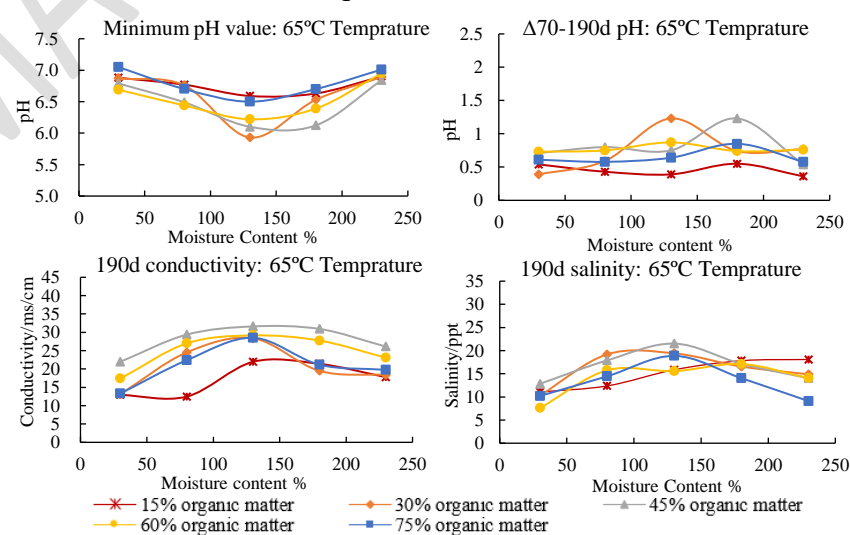 Minimum pH value: 65ºC Temprature
7.5
7.0
6.5
6.0
5.5
5.0
pH
0 50 100 150 200 250
Moisture Content %
Δ70-190d pH: 65ºC Temprature
2.5
2
1.5
1
0.5
0
pH
0 50 100 150 200 250
Moisture content %
190d conductivity: 65ºC Temprature
45
40
35
30
25
20
15
10
5
0
Conductivity/ms/cm
0 50 100 150 200 250
Moisture Content %
190d salinity: 65ºC Temprature
35
30
25
20
15
10
5
0
Salinity/ppt
0 50 100 150 200 250
Moisture Content %
15% organic matter 30% organic matter 45% organic matter
60% organic matter 75% organic matter